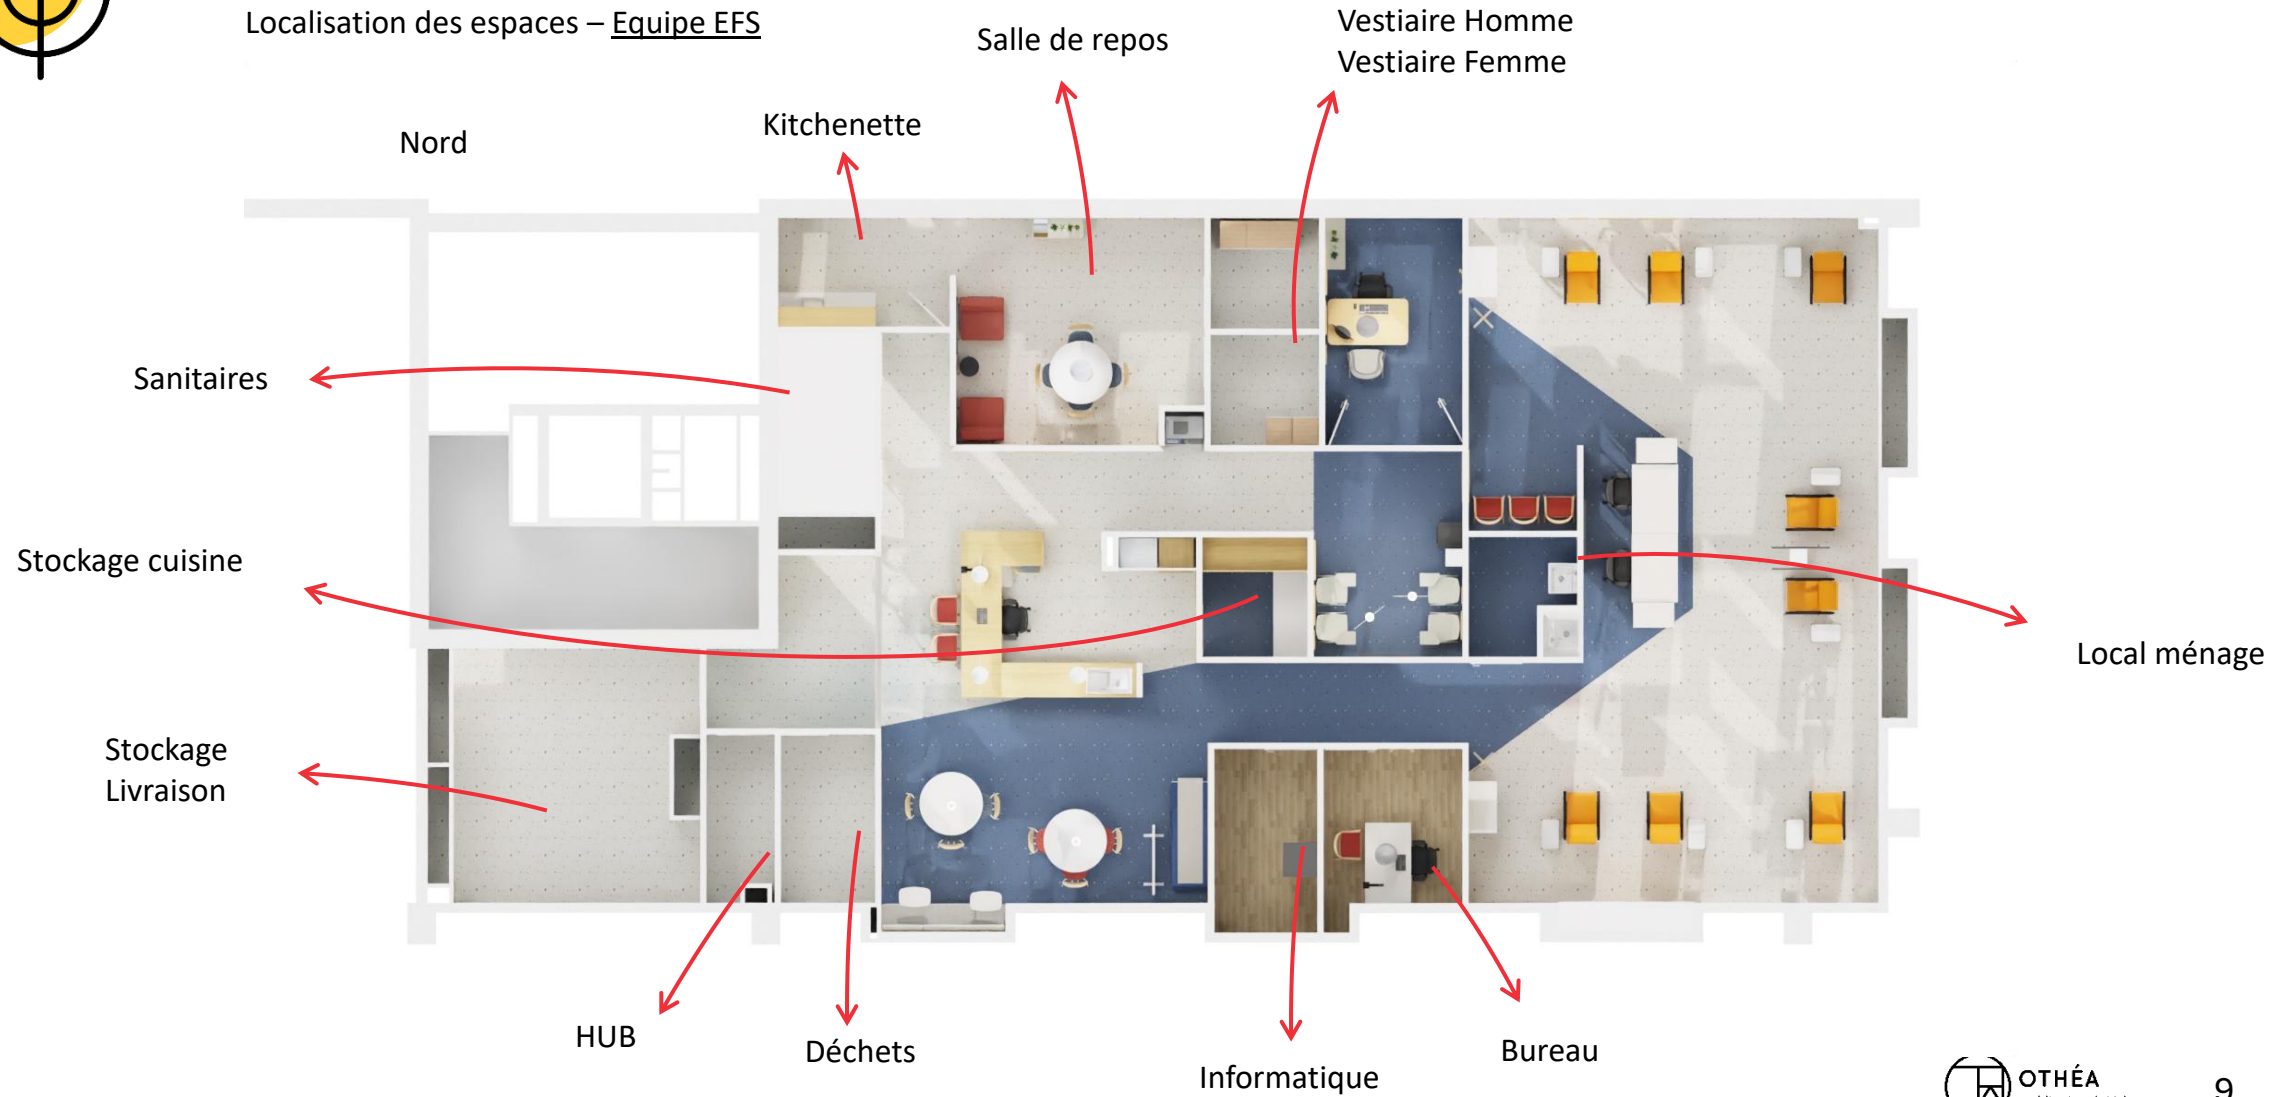 Localisation des espaces – Equipe EFS
Salle de repos
Vestiaire Homme
Vestiaire Femme
Kitchenette
Nord
Sanitaires
Stockage cuisine
Local ménage
Stockage
Livraison
HUB
Déchets
Informatique
Bureau
OTHÉA
9